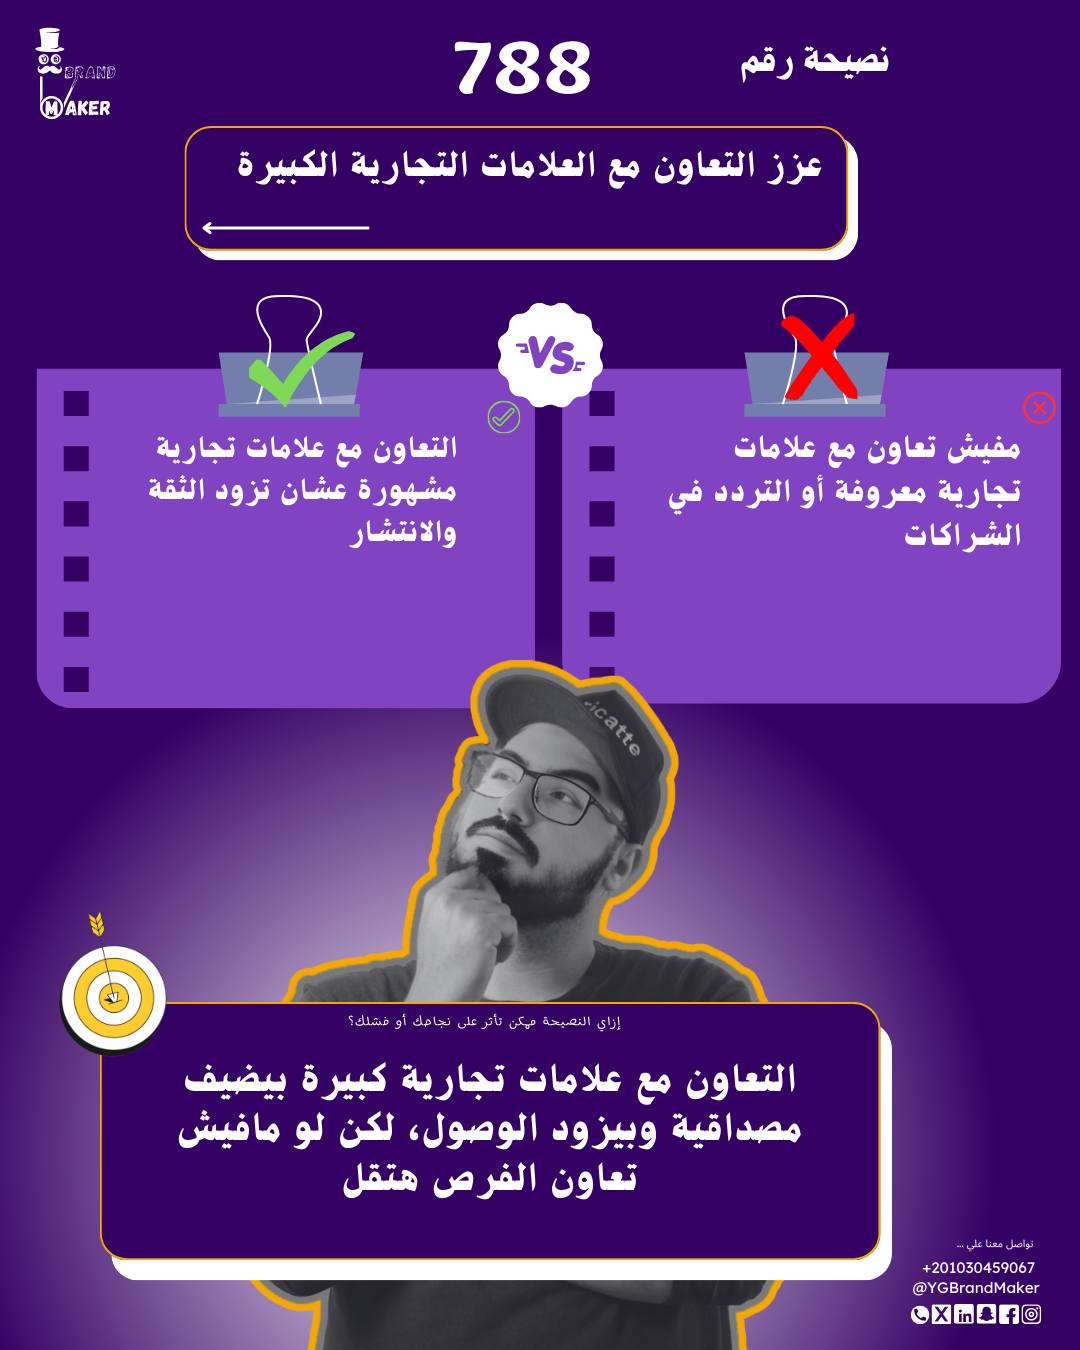 BRAND
MAKER
نصيحة رقم
788
عزز التعاون مع العلامات التجارية الكبيرة
VS
مفيش تعاون مع علامات
تجارية معروفة أو التردد في
الشراكات
التعاون مع علامات تجارية
مشهورة عشان تزود الثقة
والانتشار
icatte
إزاي النصيحة ممكن تأثر على نجاحك أو فشلك؟
التعاون مع علامات تجارية كبيرة بيضيف
مصداقية وبيزود الوصول، لكن لو مافيش
تعاون الفرص هتقل
تواصل معنا علي ...
+201030459067
@YGBrandMaker